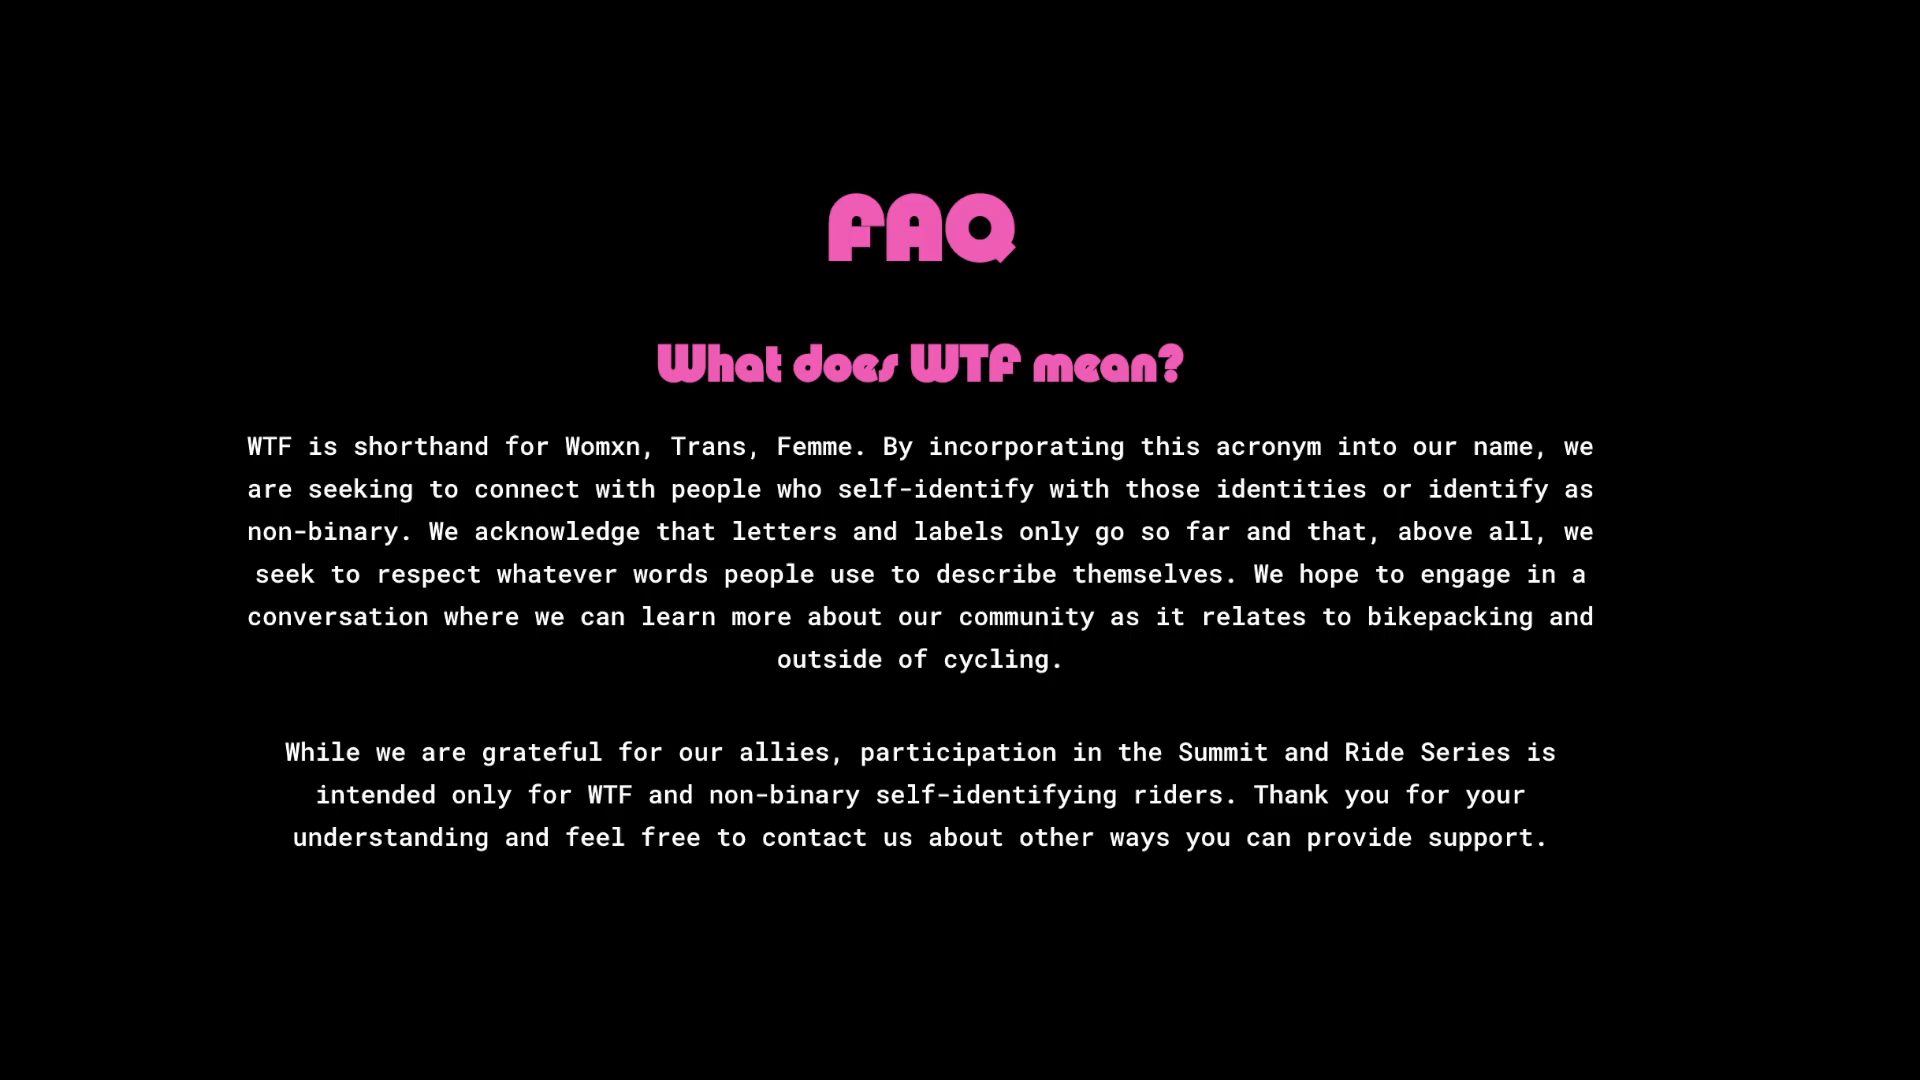 FAQ
What does WTF mean?
WTF is shorthand for Womxn, Trans, Femme. By incorporating this acronym into our name, we
are seeking to connect with people who self-identify with those identities or identify as
non-binary. We acknowledge that letters and labels only go so far and that, above all, we
seek to respect whatever words people use to describe themselves. We hope to engage in a
conversation where we can learn more about our community as it relates to bikepacking and
outside of cycling.
While we are grateful for our allies, participation in the Summit and Ride Series is
intended only for WTF and non-binary self-identifying riders. Thank you for your
understanding and feel free to contact us about other ways you can provide support.